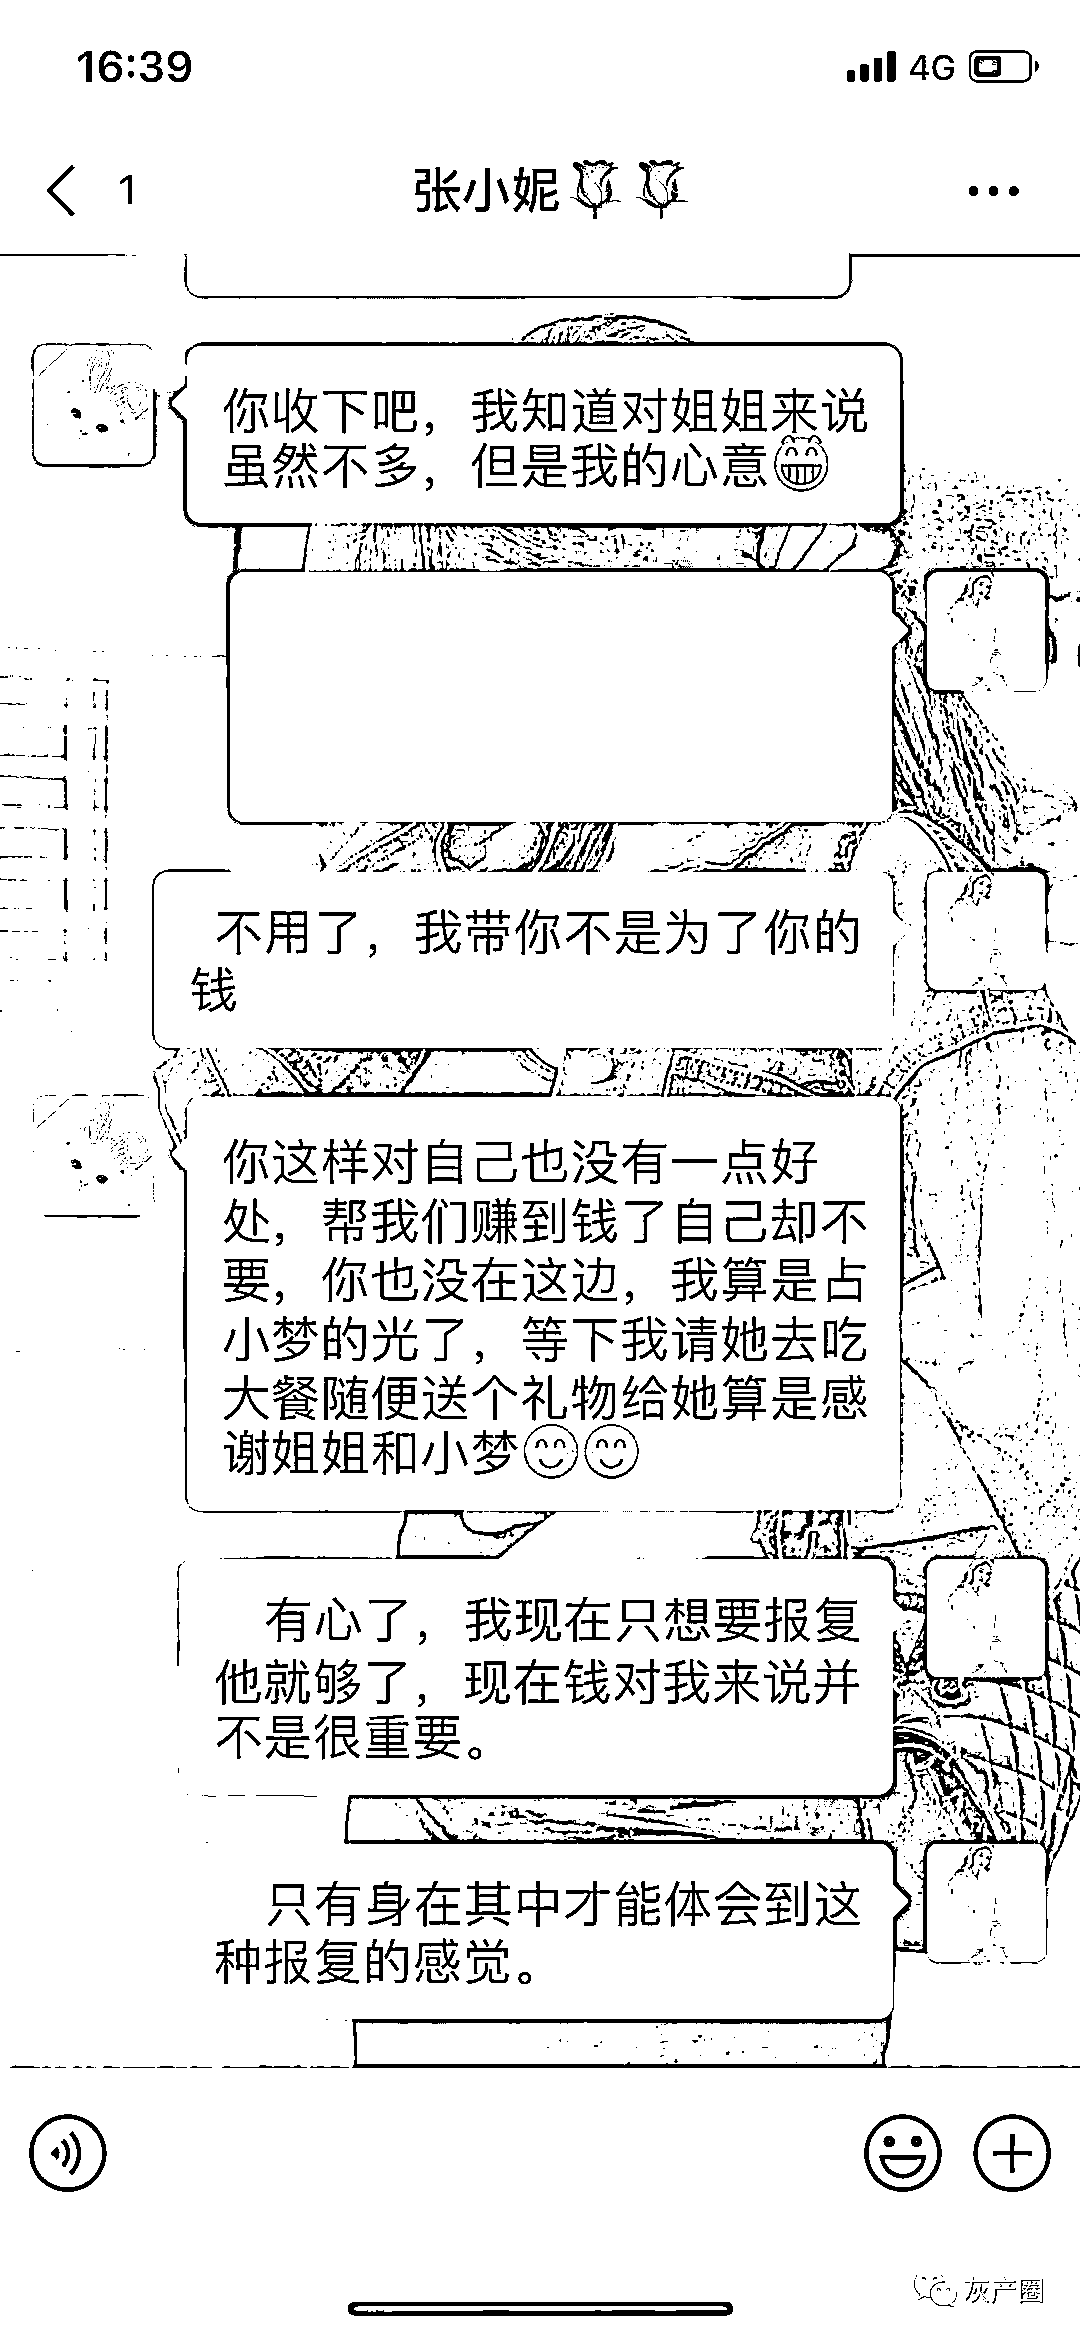 16:39
4G
1
张小妮🌹🌹
你收下吧，我知道对姐姐来说
虽然不多，但是我的心意😁
不用了，我带你不是为了你的
钱
你这样对自己也没有一点好
处，帮我们赚到钱了自己却不
要，你也没在这边，我算是占
小梦的光了，等下我请她去吃
大餐随便送个礼物给她算是感
谢姐姐和小梦😊😊
有心了，我现在只想要报复
他就够了，现在钱对我来说并
不是很重要。
只有身在其中才能体会到这
种报复的感觉。
灰产圈